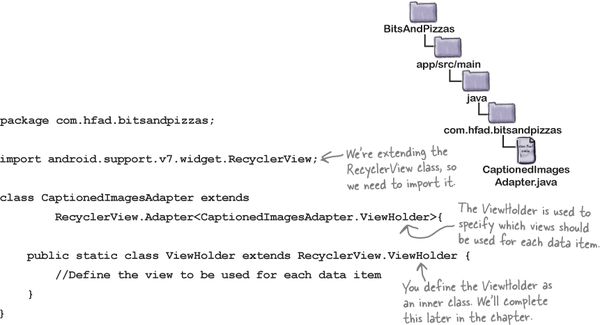 BitsAndPizzas
app/src/main
java
com.hfad.bitsandpizzas
CaptionedImages
Adapter.java
package com.hfad.bitsandpizzas;
import android.support.v7.widget.RecyclerView;
We're extending the
RecyclerView class, so
we need to import it.
class CaptionedImagesAdapter extends
RecyclerView.Adapter<CaptionedImagesAdapter.ViewHolder>{
The ViewHolder is used to
specify which views should
be used for each data item.
public static class ViewHolder extends RecyclerView.ViewHolder {
//Define the view to be used for each data item
}
}
You define the ViewHolder as
an inner class. We'll complete
this later in the chapter.